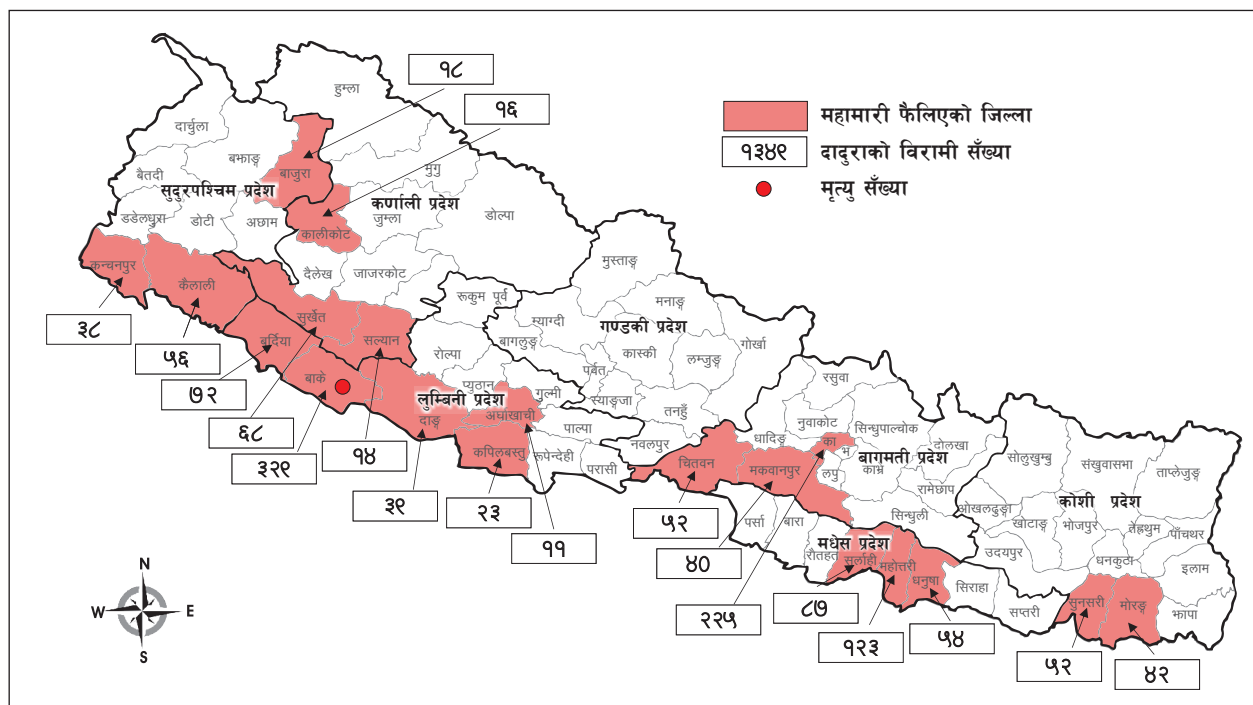 १८
हुम्ला
१६
महामारी फैलिएको जिल्ला
१३४९ दादुराको विरामी सँख्या
मृत्यु सँख्या
दार्चुला
बझाङ्ग
बैतदी
बाजुरा
मुगु
सुदुरपश्चिम प्रदेश
कर्णाली प्रदेश
डोल्पा
डडेलधुरा
डोटी
अछाम
जुम्ला
कालीकोट
कन्चनपुर
कैलाली
दैलेख
जाजरकोट
मुस्ताङ्ग
३८
५६
७२
६८
३२९
१४
३९
२३
११
सुर्खेत
सल्यान
बर्दिया
बाके
रूकुम पूर्व
रोल्पा
प्युठान
लुम्बिनी प्रदेश
दाङ्ग
अर्घाखाची
कपिलबस्तु
रूपेन्देही
परासी
पाल्पा
गुल्मी
म्याग्दी
बागलुङ्ग
पर्वत
स्याङ्जा
मनाङ्ग
गण्डकी प्रदेश
कास्की
लम्जुङ्ग
गोर्खा
तनहुँ
नवलपुर
रसुवा
नुवाकोट
सिन्धुपाल्चोक
धादिङ्ग
का
भ
लपु
काभ्रे
दोलखा
बागमती प्रदेश
रामेछाप
सिन्धुली
चितवन
मकवानपुर
५२
४०
२२५
८७
१२३
५४
पर्सा
बारा
रौतहत
मधेस प्रदेश
सर्लाही
महोत्तरी
धनुषा
सिराहा
सप्तरी
सोलुखुम्बु
संखुवासभा
ताप्लेजुङ्ग
कोशी प्रदेश
ओखलढुङ्गा
खोटाङ्ग
भोजपुर
तेह्रथुम
पाँचथर
उदयपुर
धनकुठा
इलाम
सुनसरी
मोरङ्ग
झापा
५२
४२
N
W E
S